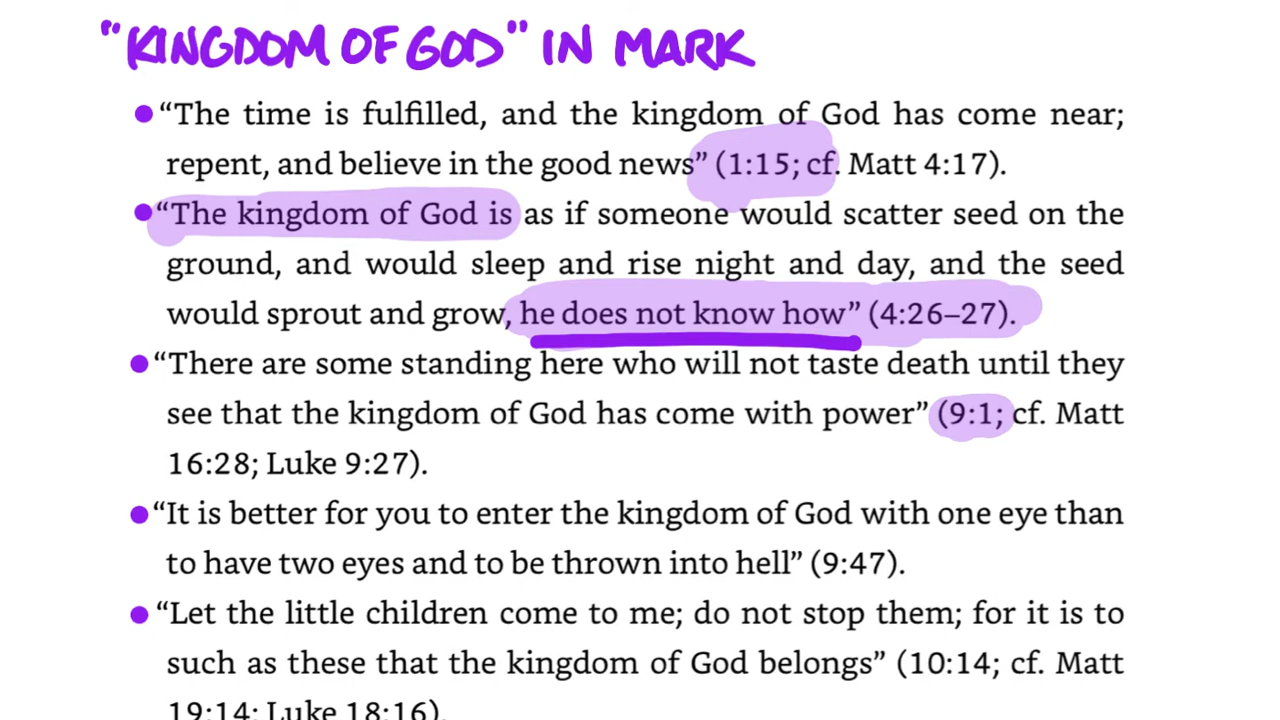 "KINGDOM OF GOD" IN MARK
● “The time is fulfilled, and the kingdom of God has come near;
repent, and believe in the good news” (1:15; cf. Matt 4:17).
● “The kingdom of God is as if someone would scatter seed on the
ground, and would sleep and rise night and day, and the seed
would sprout and grow, he does not know how” (4:26–27).
● “There are some standing here who will not taste death until they
see that the kingdom of God has come with power” (9:1; cf. Matt
16:28; Luke 9:27).
● “It is better for you to enter the kingdom of God with one eye than
to have two eyes and to be thrown into hell” (9:47).
● “Let the little children come to me; do not stop them; for it is to
such as these that the kingdom of God belongs” (10:14; cf. Matt
19:14; Luke 18:16).